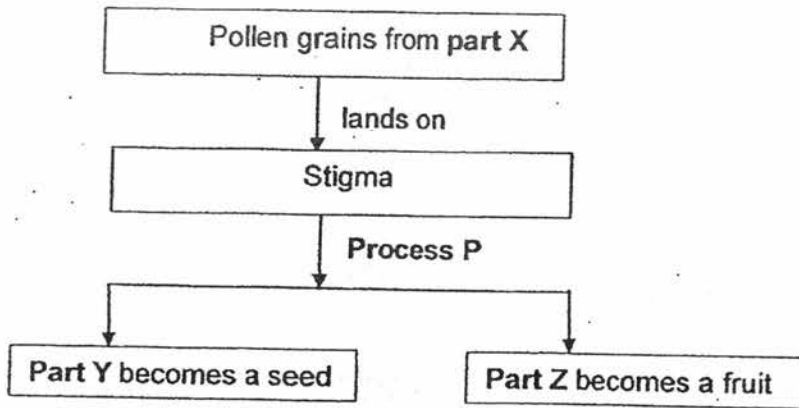 Pollen grains from part X
lands on
Stigma
Process P
Part Y becomes a seed
Part Z becomes a fruit